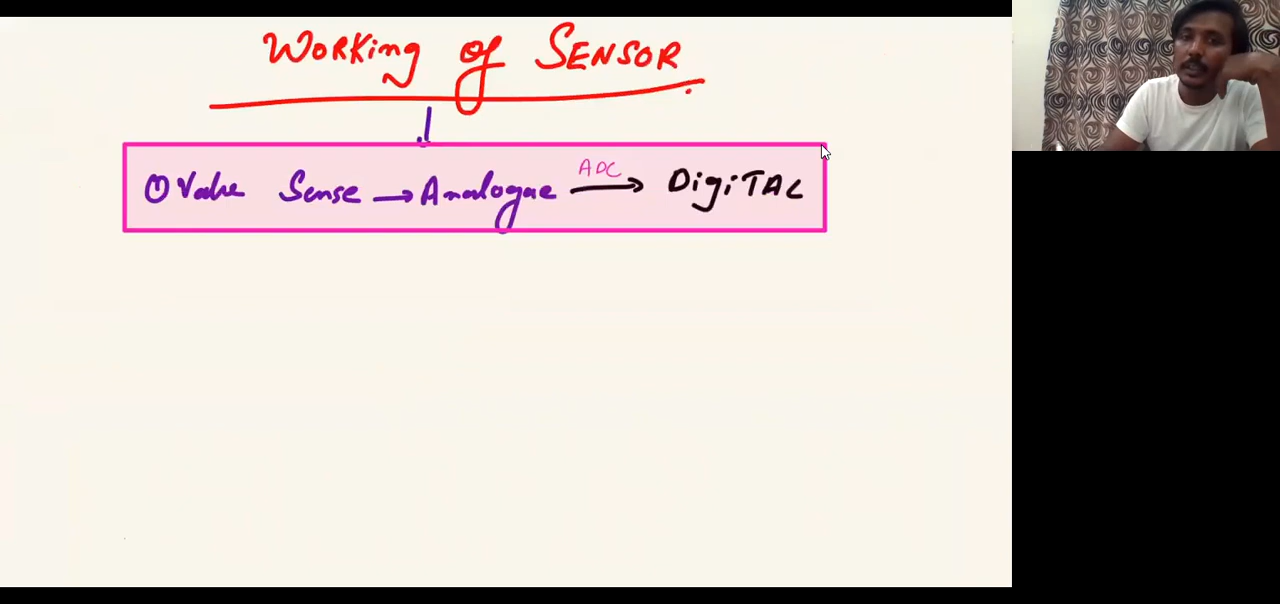 WORKing of SENSOR
① Value Sense → Analogue ADC → DigiTAL